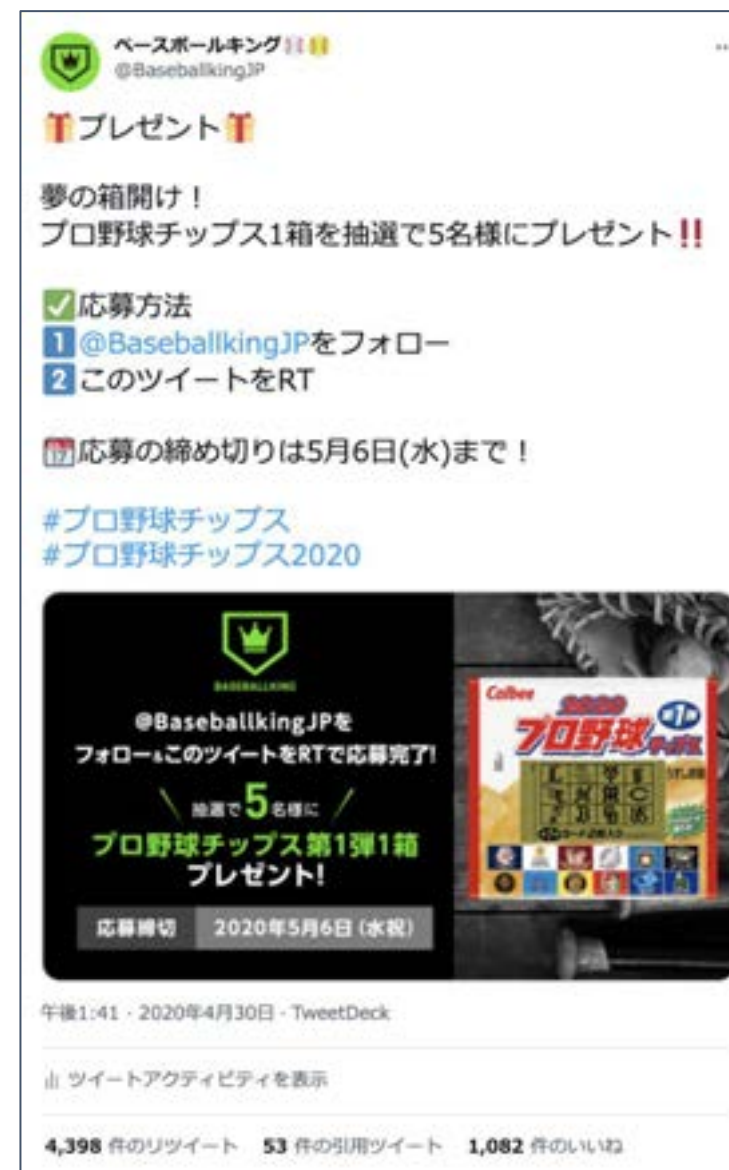 ベースボールキング
@BaseballkingJP
プレゼント
夢の箱開け！
プロ野球チップス1箱を抽選で5名様にプレゼント‼
✅応募方法
1 @BaseballkingJPをフォロー
2 このツイートをRT
17 応募の締め切りは5月6日(水)まで！
#プロ野球チップス
#プロ野球チップス2020
BASEBALLKING
@BaseballkingJPを
フォロー&このツイートをRTで応募完了!
抽選で5名様に
プロ野球チップス第1弾1箱
プレゼント!
応募締切 2020年5月6日(水祝)
Calbee
2020
プロ野球チップス
第1弾
うすしお味
午後1:41 · 2020年4月30日 · TweetDeck
ツイートアクティビティを表示
4,398 件のリツイート 53 件の引用ツイート 1,082 件のいいね